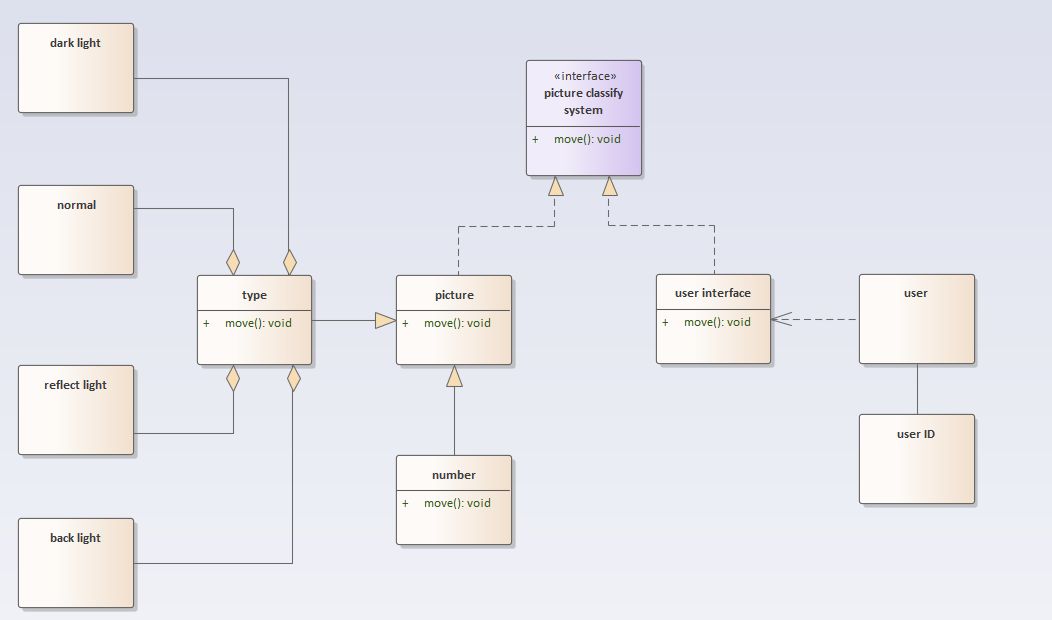 dark light
«interface»
picture classify
system
+ move(): void
normal
type
+ move(): void
picture
+ move(): void
user interface
+ move(): void
user
reflect light
number
+ move(): void
user ID
back light